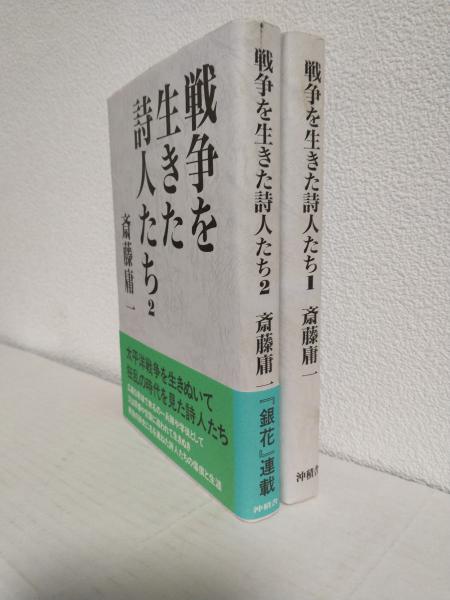 戦争を
生きた
詩人たち2
斎藤庸一
太平洋戦争を生きぬいて
狂乱の時代を見た詩人たち
戦争を生きた詩人たち2 斎藤庸一
『銀花』連載
沖積舎
戦争を生きた詩人たち1 斎藤庸一
沖積舎